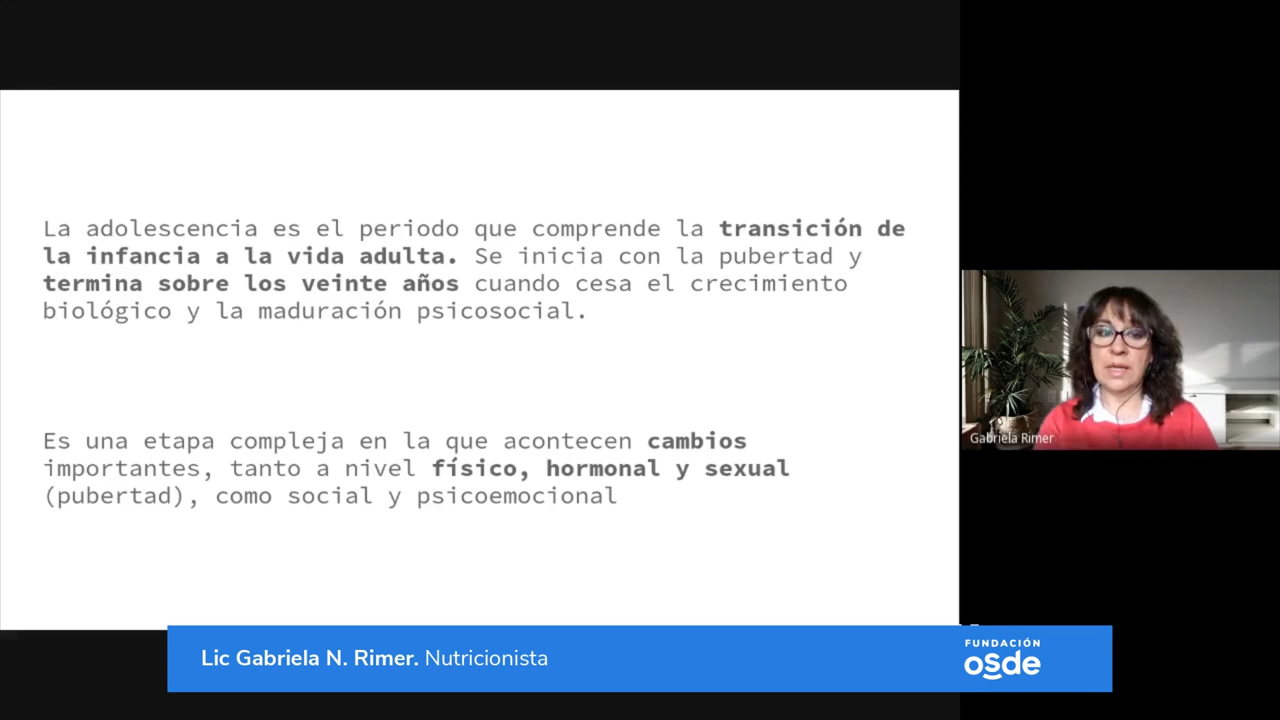 La adolescencia es el periodo que comprende la transición de
la infancia a la vida adulta. Se inicia con la pubertad y
termina sobre los veinte años cuando cesa el crecimiento
biológico y la maduración psicosocial.
Es una etapa compleja en la que acontecen cambios
importantes, tanto a nivel físico, hormonal y sexual
(pubertad), como social y psicoemocional
Gabriela Rimer
Lic Gabriela N. Rimer. Nutricionista
FUNDACIÓN
osde